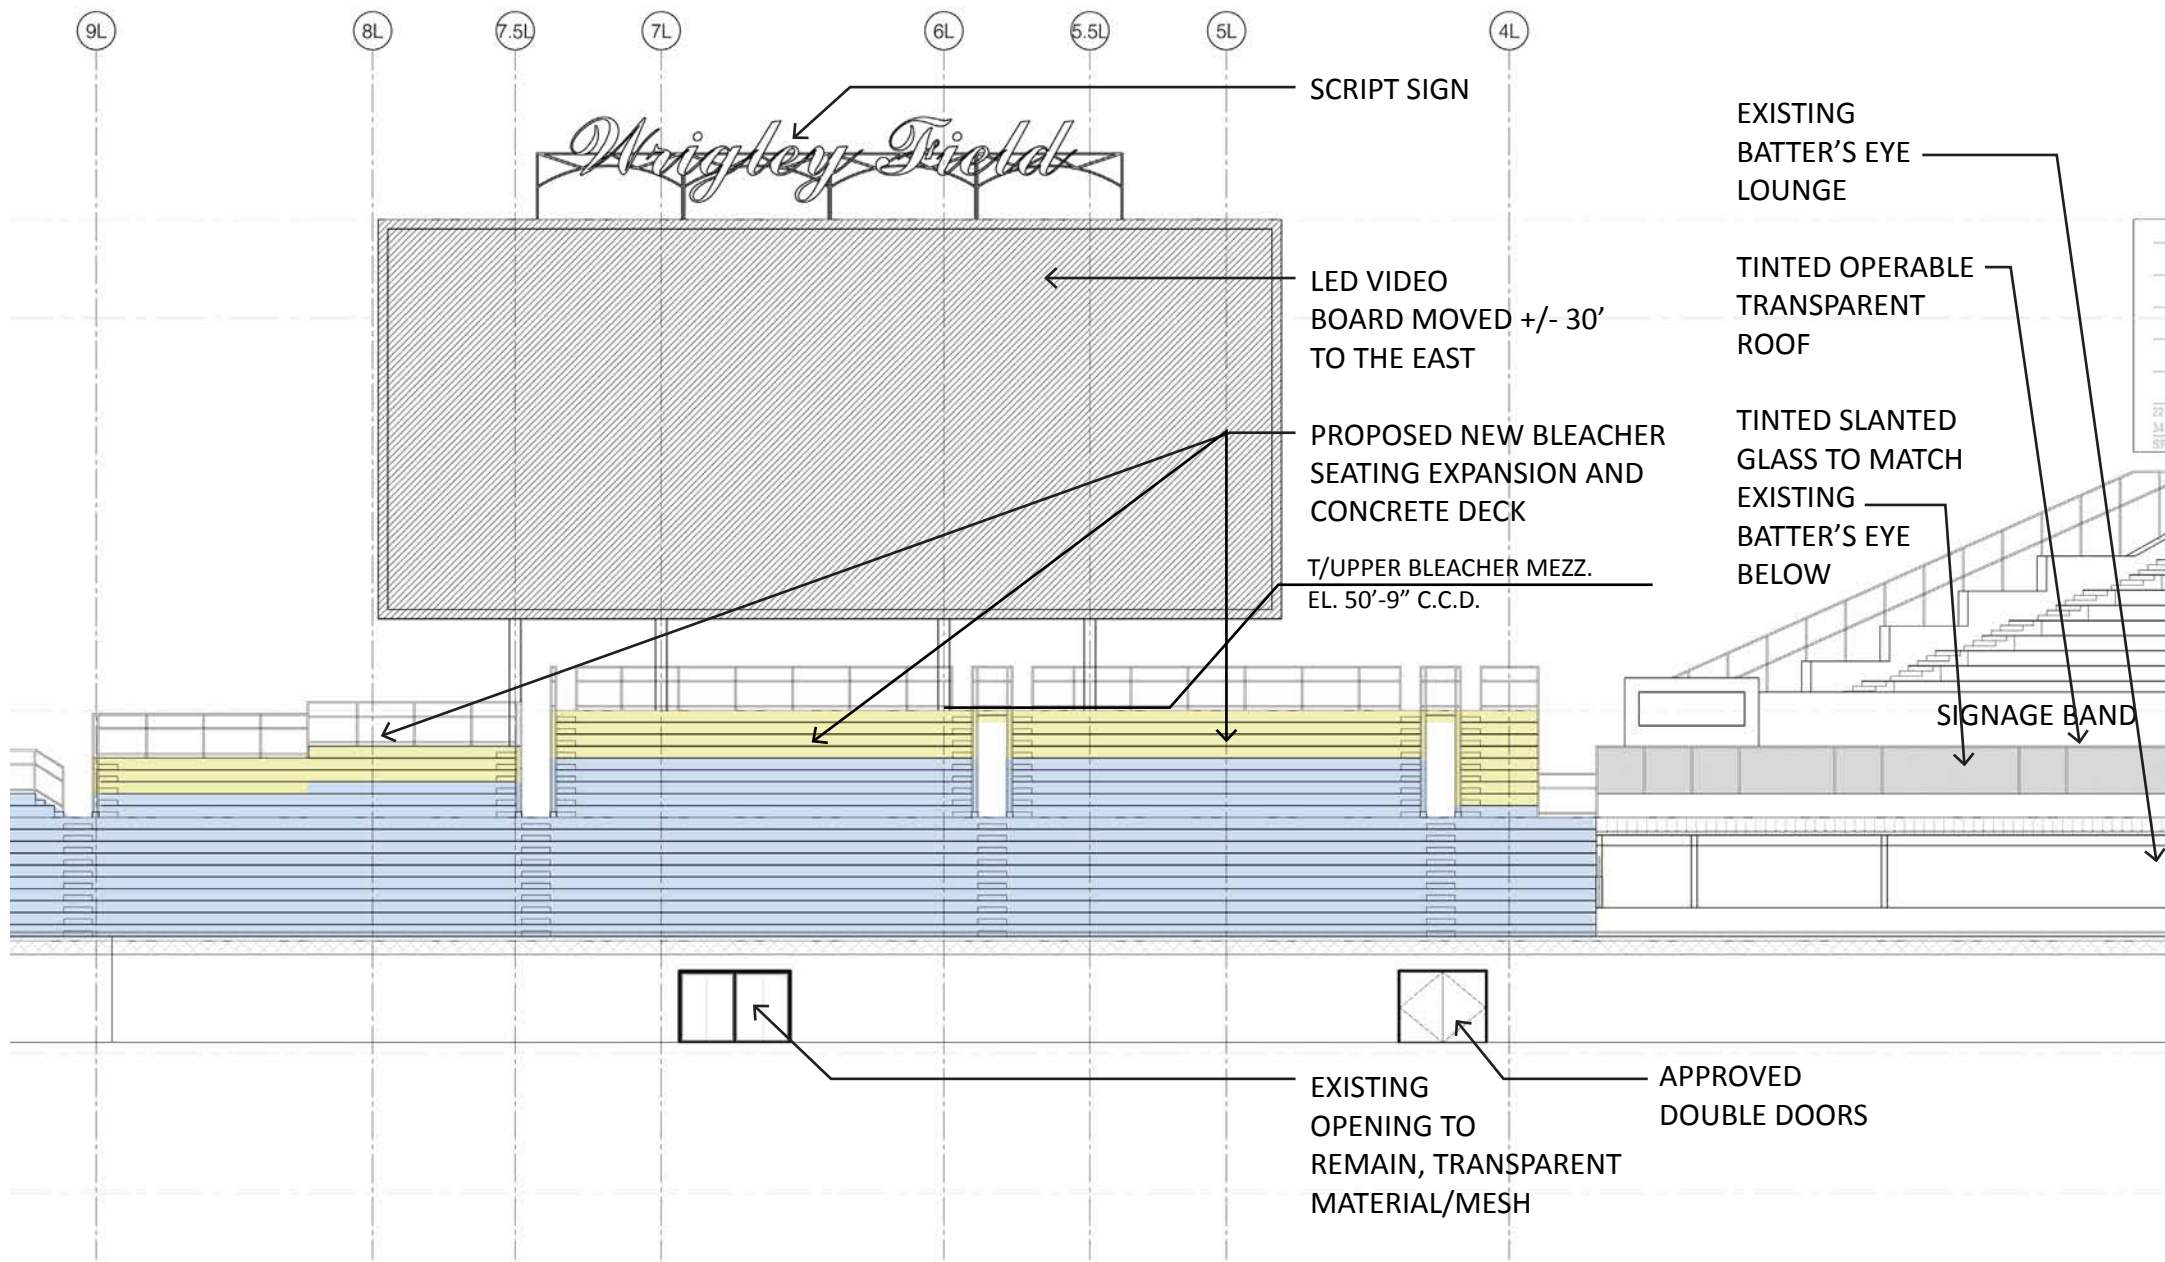 9L
8L
7.5L
7L
6L
5.5L
5L
4L
Wrigley Field
SCRIPT SIGN
LED VIDEO
BOARD MOVED +/- 30’
TO THE EAST
PROPOSED NEW BLEACHER
SEATING EXPANSION AND
CONCRETE DECK
T/UPPER BLEACHER MEZZ.
EL. 50’-9” C.C.D.
EXISTING
BATTER’S EYE
LOUNGE
TINTED OPERABLE
TRANSPARENT
ROOF
TINTED SLANTED
GLASS TO MATCH
EXISTING
BATTER’S EYE
BELOW
SIGNAGE BAND
EXISTING
OPENING TO
REMAIN, TRANSPARENT
MATERIAL/MESH
APPROVED
DOUBLE DOORS